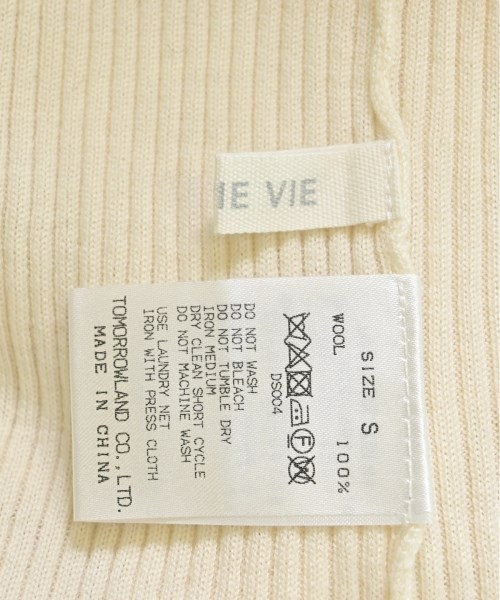 IE VIE
SIZE S
WOOL 100%
DSOC4
DO NOT WASH
DO NOT BLEACH
DO NOT TUMBLE DRY
IRON MEDIUM
DRY CLEAN SHORT CYCLE
DO NOT MACHINE WASH
USE LAUNDRY NET
IRON WITH PRESS CLOTH
TOMORROWLAND CO.,LTD.
MADE IN CHINA